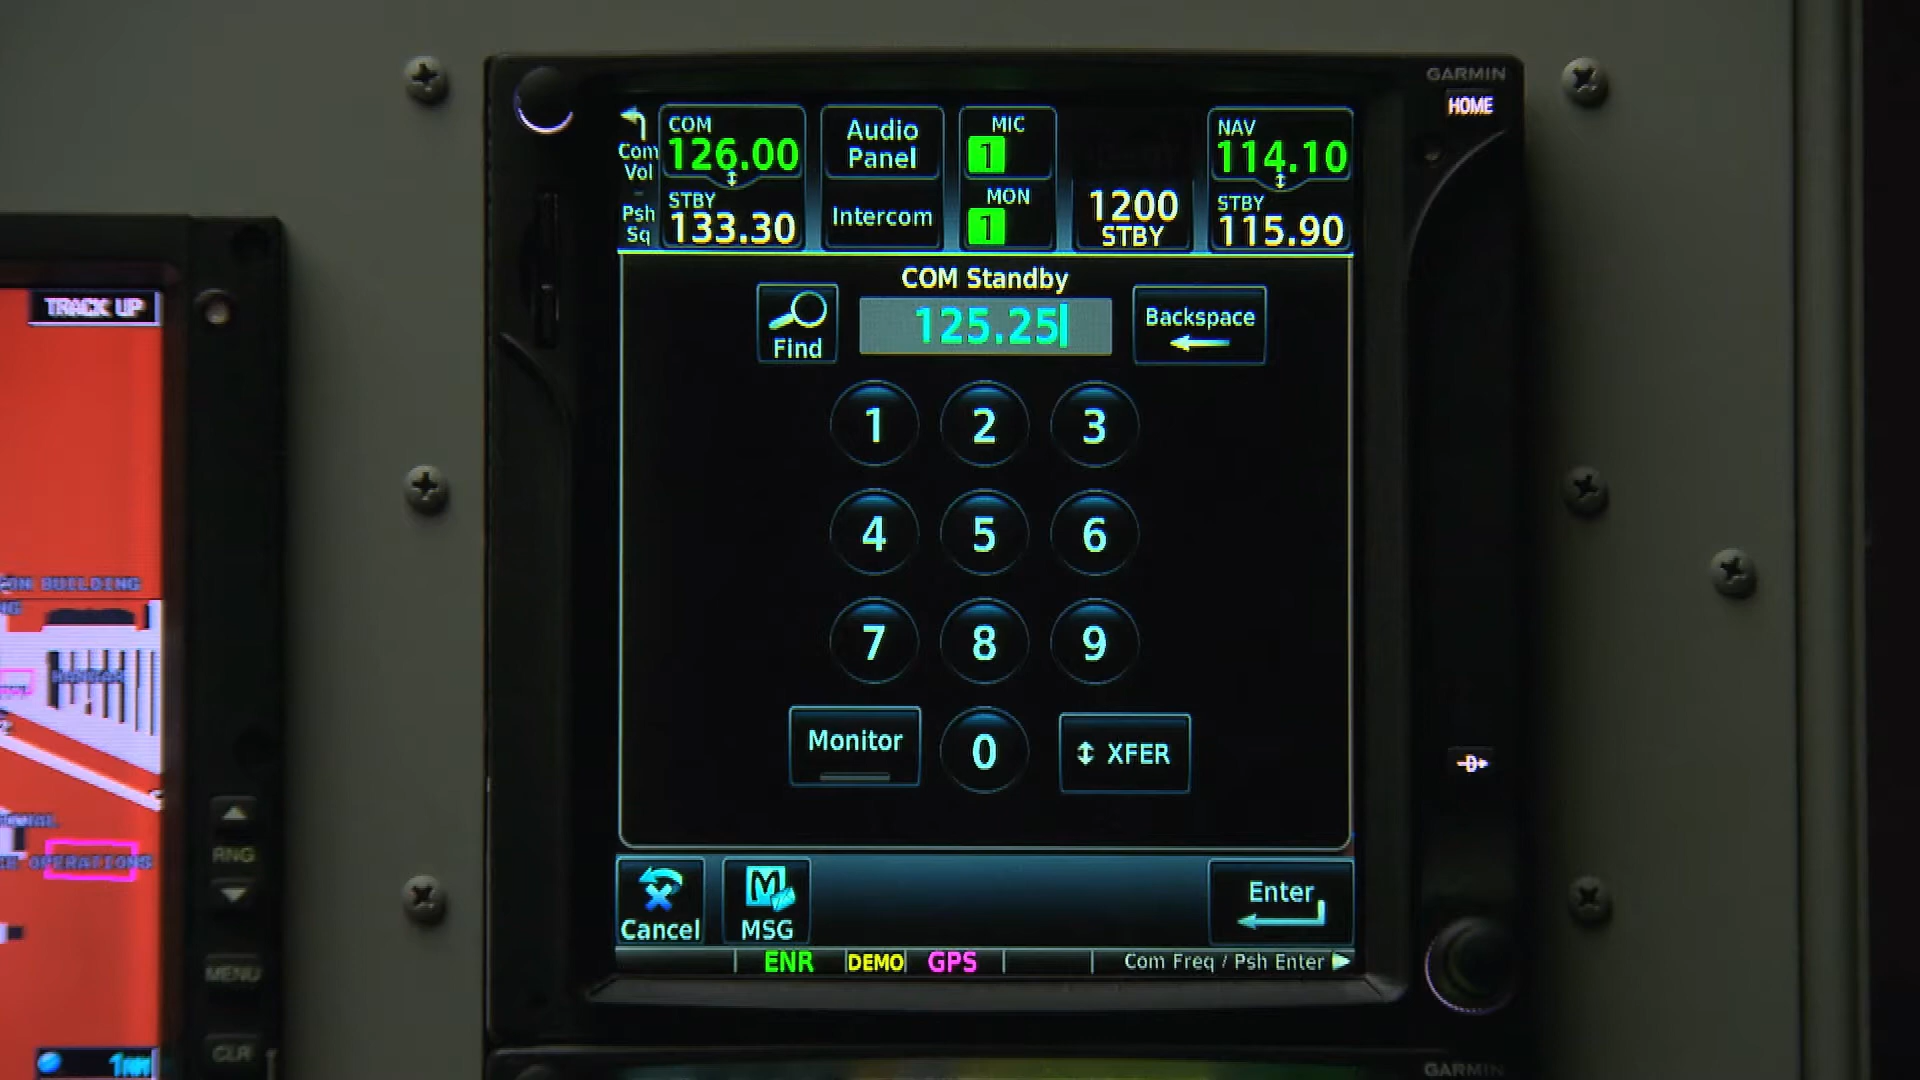 GARMIN
HOME
COM
126.00
STBY
133.30
Com
Vol
Psh
Sq
Audio
Panel
Intercom
MIC
1
MON
1
1200
STBY
NAV
114.10
STBY
115.90
COM Standby
Find
125.25
Backspace
1 2 3
4 5 6
7 8 9
Monitor
0
XFER
Cancel
MSG
Enter
ENR
DEMO
GPS
Com Freq / Psh Enter
TRACK UP
BUILDING
HANGAR
OPERATIONS
RNG
MENU
CLR
GARMIN